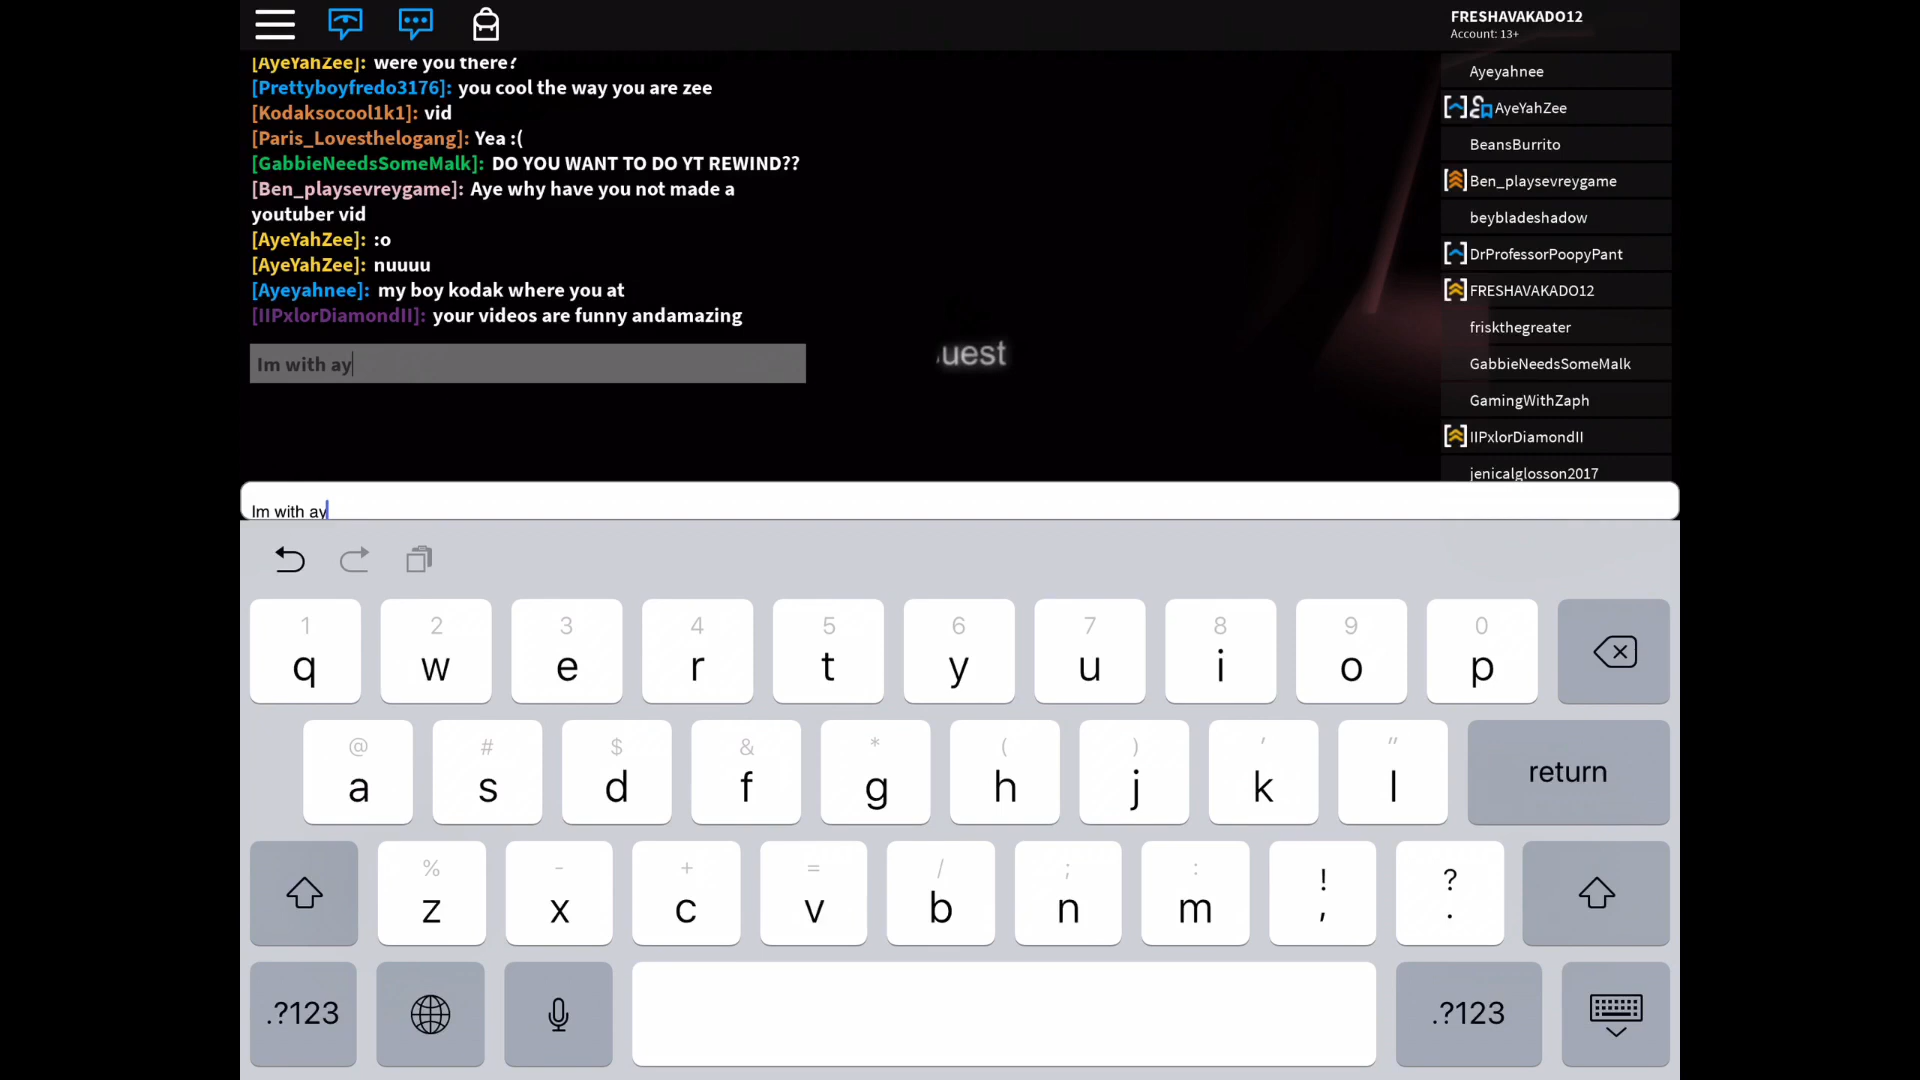 FRESHAVAKADO12
Account: 13+
[AyeYahZee]: were you there?
[Prettyboyfredo3176]: you cool the way you are zee
[Kodaksocool1k1]: vid
[Paris_Lovesthelogang]: Yea :(
[GabbieNeedsSomeMalk]: DO YOU WANT TO DO YT REWIND??
[Ben_playsevreygame]: Aye why have you not made a
youtuber vid
[AyeYahZee]: :o
[AyeYahZee]: nuuuu
[Ayeyahnee]: my boy kodak where you at
[IIPxlorDiamondII]: your videos are funny andamazing
Im with ay
uest
Ayeyahnee
AyeYahZee
BeansBurrito
Ben_playsevreygame
beybladeshadow
DrProfessorPoopyPant
FRESHAVAKADO12
friskthegreater
GabbieNeedsSomeMalk
GamingWithZaph
IIPxlorDiamondII
jenicalglosson2017
Im with ay
1 2 3 4 5 6 7 8 9 0
q w e r t y u i o p
@ # $ & * ( ) ' "
a s d f g h j k l return
% - + = / ; : ! ?
z x c v b n m , .
.?123 .?123